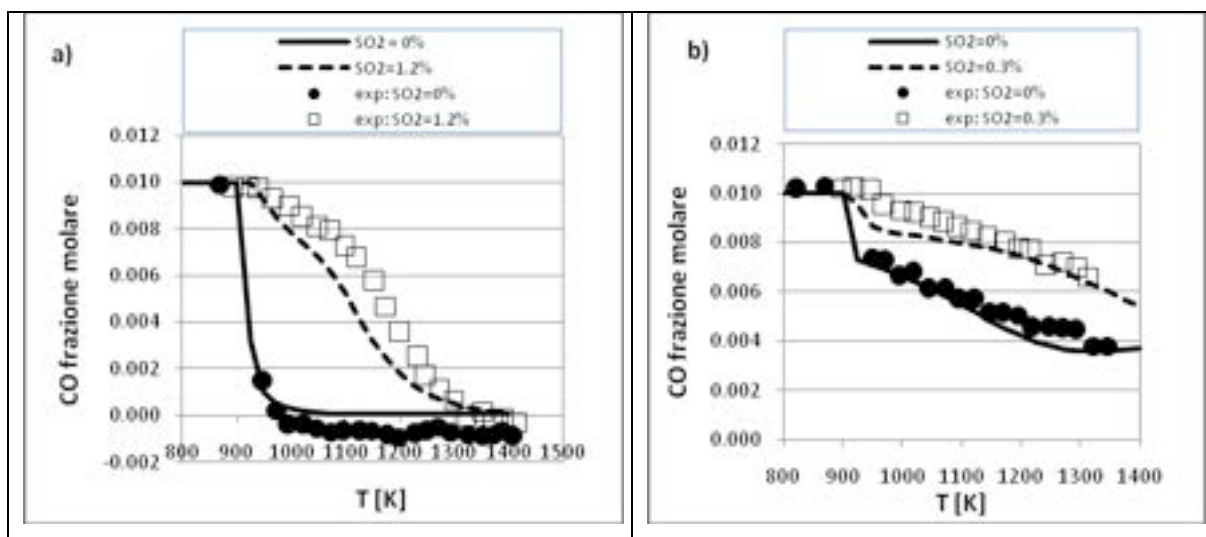 a)
SO2 = 0%
SO2=1.2%
exp:SO2=0%
exp:SO2=1.2%
0.012
0.010
0.008
0.006
0.004
0.002
0.000
-0.002
800 900 1000 1100 1200 1300 1400 1500
CO frazione molare
T [K]
b)
SO2=0%
SO2=0.3%
exp:SO2=0%
exp:SO2=0.3%
0.012
0.010
0.008
0.006
0.004
0.002
0.000
800 900 1000 1100 1200 1300 1400
CO frazione molare
T [K]